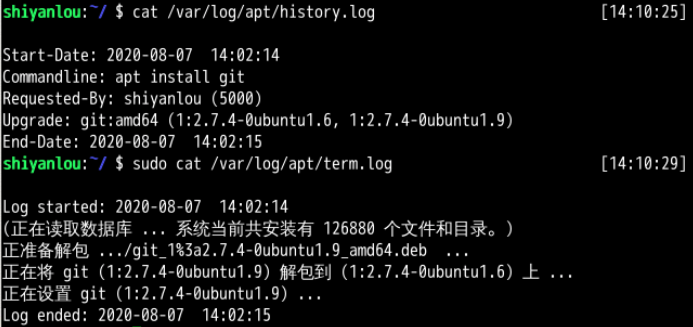 shiyanlou:~/ $ cat /var/log/apt/history.log [14:10:25]
Start-Date: 2020-08-07  14:02:14
Commandline: apt install git
Requested-By: shiyanlou (5000)
Upgrade: git:amd64 (1:2.7.4-0ubuntu1.6, 1:2.7.4-0ubuntu1.9)
End-Date: 2020-08-07  14:02:15
shiyanlou:~/ $ sudo cat /var/log/apt/term.log [14:10:29]
Log started: 2020-08-07  14:02:14
(正在读取数据库 ... 系统当前共安装有 126880 个文件和目录。)
正准备解包 .../git_1%3a2.7.4-0ubuntu1.9_amd64.deb  ...
正在将 git (1:2.7.4-0ubuntu1.9) 解包到 (1:2.7.4-0ubuntu1.6) 上 ...
正在设置 git (1:2.7.4-0ubuntu1.9) ...
Log ended: 2020-08-07  14:02:15